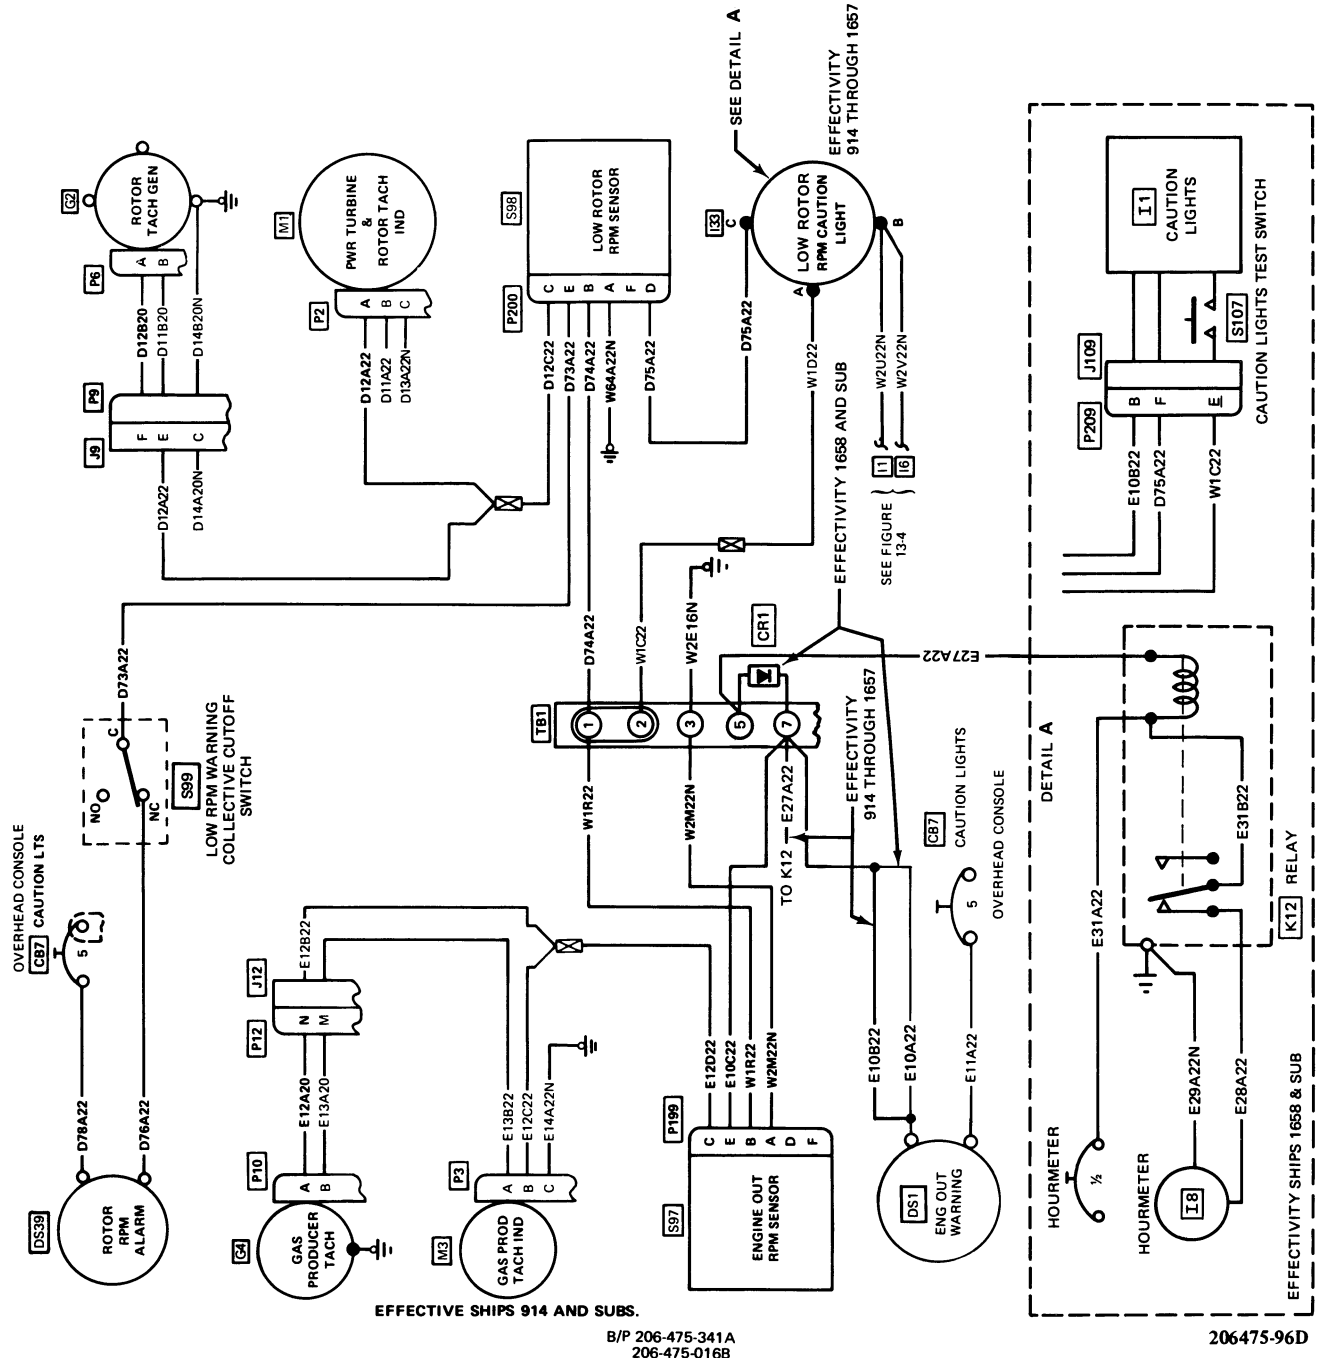 G2
ROTOR
TACH GEN
P6
A
B
D12B20
D11B20
D14B20N
P9
J9
F
E
C
D12A22
D14A20N
M1
PWR TURBINE
&
ROTOR TACH
IND
P2
A
B
C
D12A22
D11A22
D13A22N
S98
LOW ROTOR
RPM SENSOR
P200
C
E
B
A
F
D
D12C22
D73A22
D74A22
W64A22N
D75A22
SEE DETAIL A
EFFECTIVITY
914 THROUGH 1657
I33
C
LOW ROTOR
RPM CAUTION
LIGHT
A
B
D75A22
W1D22
W2U22N
W2V22N
I1
I6
SEE FIGURE
13-4
EFFECTIVITY 1658 AND SUB
D73A22
C
NO
NC
S99
LOW RPM WARNING
COLLECTIVE CUTOFF
SWITCH
D74A22
W1C22
W2E16N
CR1
TB1
1
2
3
5
7
E27A22
W1R22
W2M22N
E27A22
TO K12
EFFECTIVITY
914 THROUGH 1657
OVERHEAD CONSOLE
CB7 CAUTION LTS
5
D78A22
D76A22
DS39
ROTOR
RPM
ALARM
E12B22
J12
P12
N
M
E12A20
E13A20
P10
A
B
G4
GAS
PRODUCER
TACH
E13B22
E12C22
E14A22N
P3
A
B
C
M3
GAS PROD
TACH IND
E12D22
E10C22
W1R22
W2M22N
P199
C
E
B
A
D
F
S97
ENGINE OUT
RPM SENSOR
CB7
CAUTION LIGHTS
5
OVERHEAD CONSOLE
E10B22
E10A22
E11A22
DS1
ENG OUT
WARNING
DETAIL A
I1
CAUTION
LIGHTS
S107
CAUTION LIGHTS TEST SWITCH
J109
P209
B
F
E
E10B22
D75A22
W1C22
E31B22
E31A22
K12 RELAY
E29A22N
E28A22
HOURMETER
½
HOURMETER
I8
EFFECTIVITY SHIPS 1658 & SUB
EFFECTIVE SHIPS 914 AND SUBS.
B/P 206-475-341A
206-475-016B
206475-96D